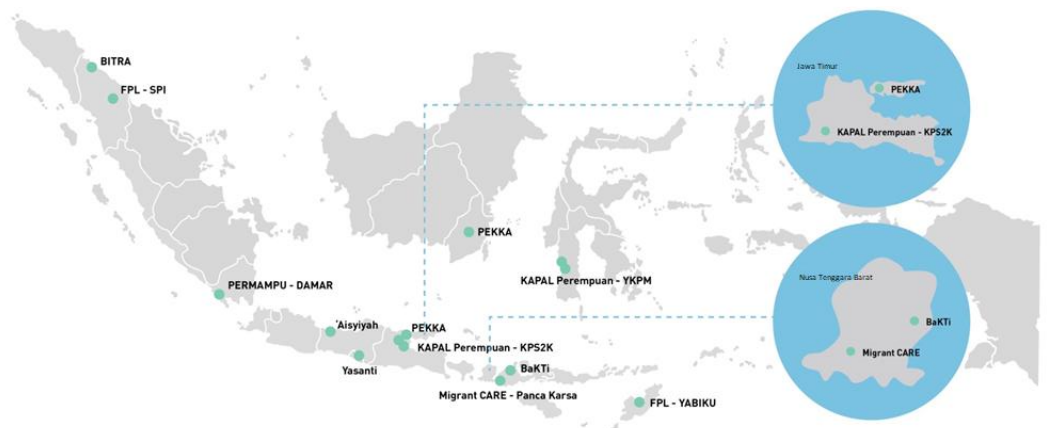 BITRA
FPL - SPI
Jawa Timur
PEKKA
KAPAL Perempuan - KPS2K
PEKKA
KAPAL Perempuan - YKPM
Nusa Tenggara Barat
PERMAMPU - DAMAR
'Aisyiyah
PEKKA
BaKTi
KAPAL Perempuan - KPS2K
Migrant CARE
Yasanti
BaKTi
Migrant CARE - Panca Karsa
FPL - YABIKU